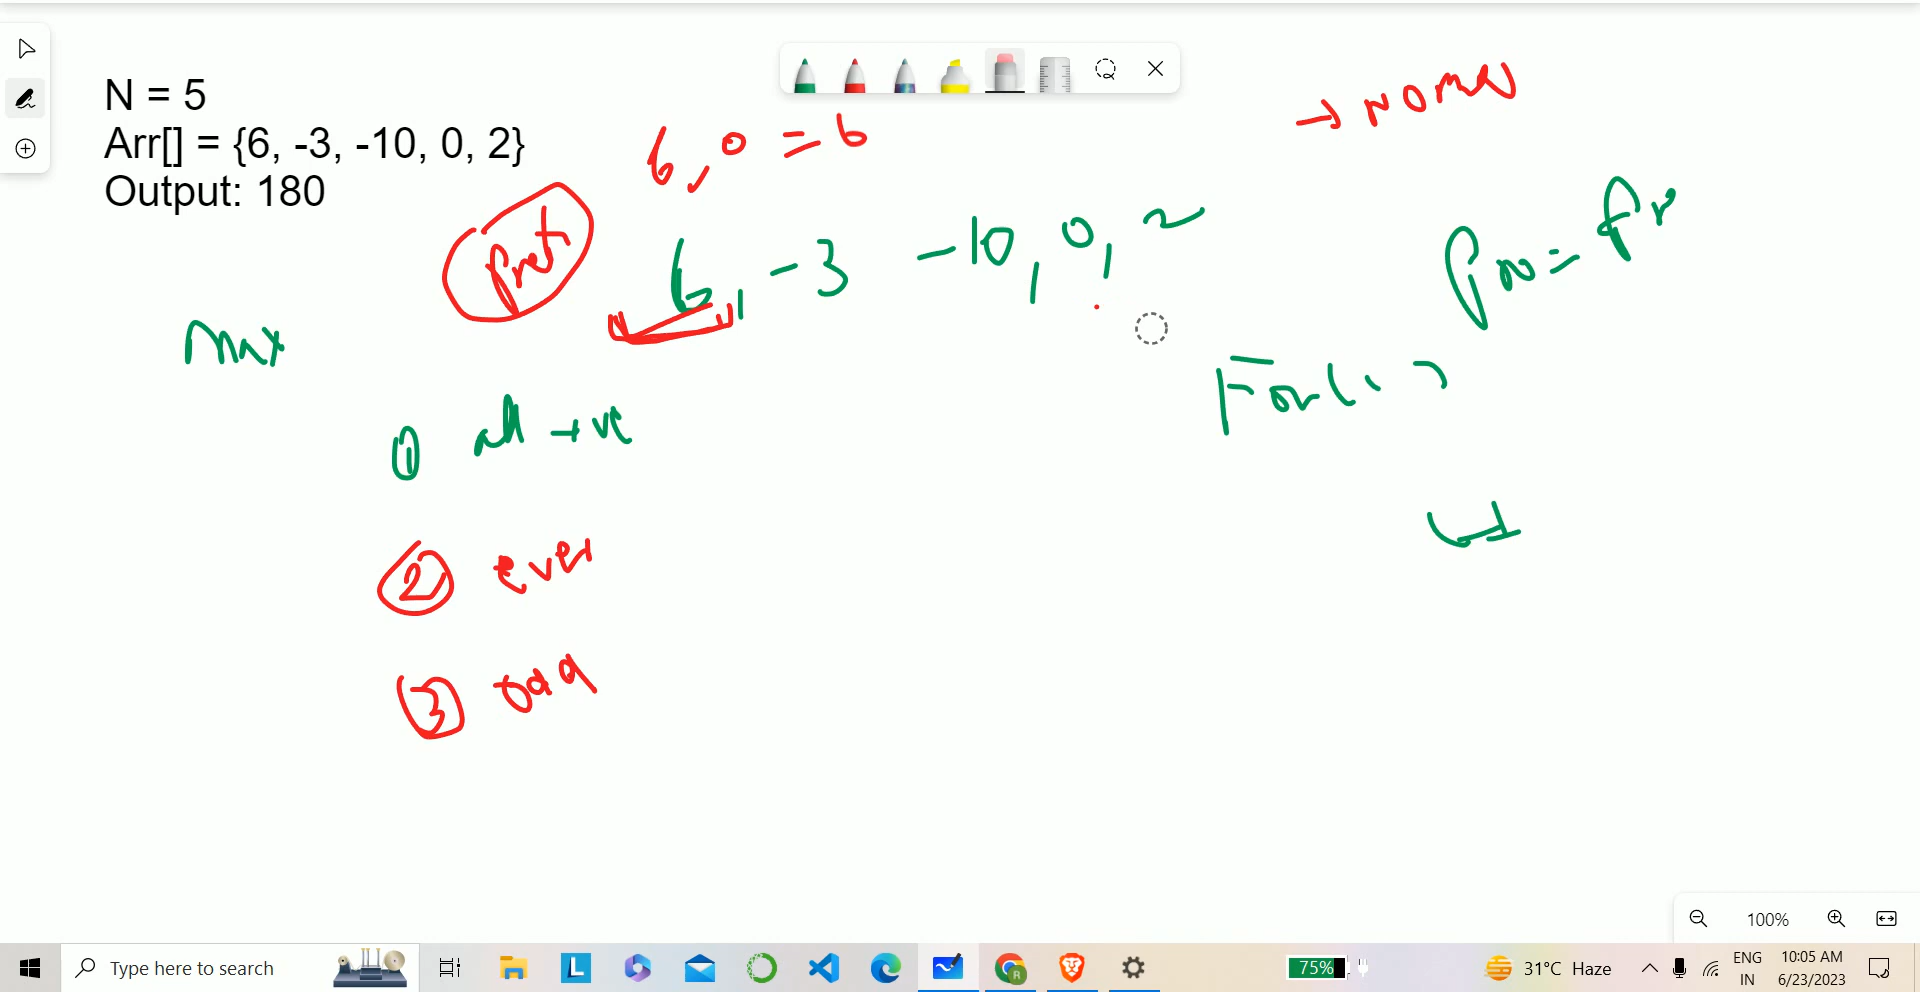 N = 5
Arr[] = {6, -3, -10, 0, 2}
Output: 180
6, 0 = 6
→ Normal
6, -3 -10, 0, 2
max
For( )
① all +ve
② even
③ odd
100%
Type here to search
75%
31°C Haze
ENG
IN
10:05 AM
6/23/2023